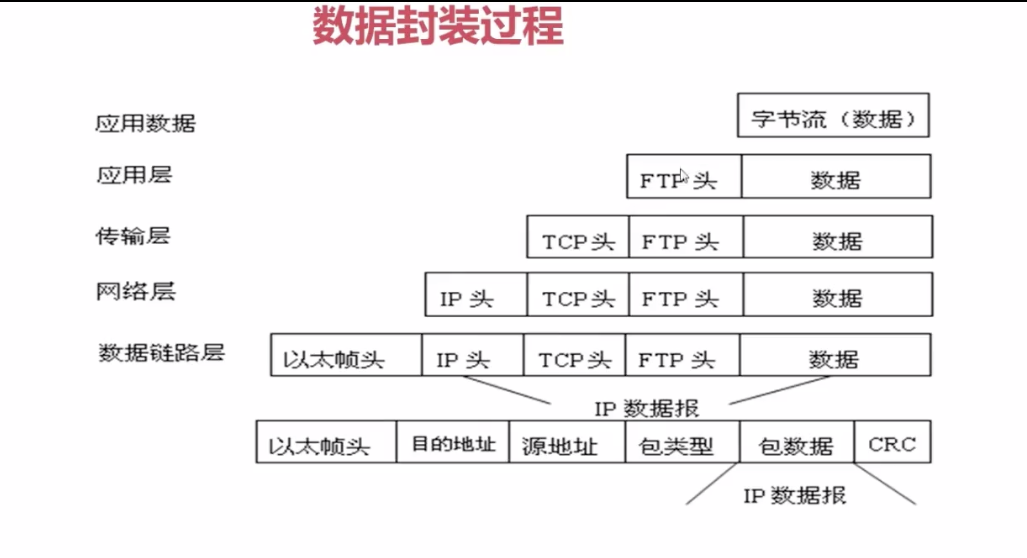 数据封装过程
应用数据 字节流（数据）
应用层 FTP 头 数据
传输层 TCP 头 FTP 头 数据
网络层 IP 头 TCP 头 FTP 头 数据
数据链路层 以太帧头 IP 头 TCP 头 FTP 头 数据
IP 数据报
以太帧头 目的地址 源地址 包类型 包数据 CRC
IP 数据报